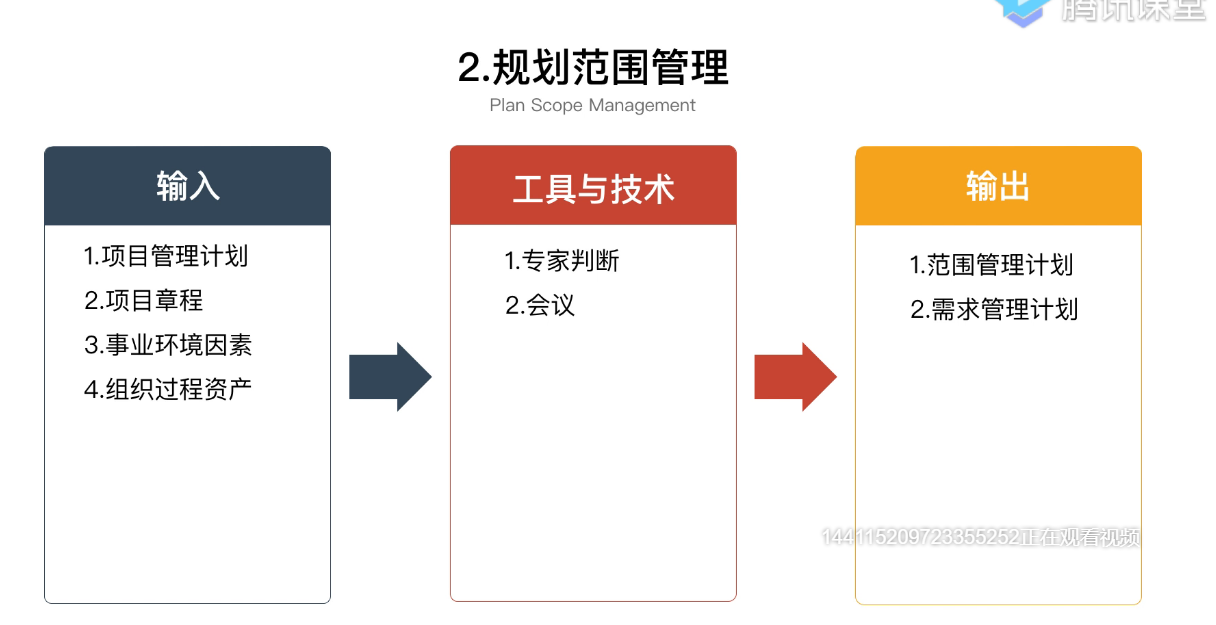 腾讯课堂
2.规划范围管理
Plan Scope Management
输入
1.项目管理计划
2.项目章程
3.事业环境因素
4.组织过程资产
工具与技术
1.专家判断
2.会议
输出
1.范围管理计划
2.需求管理计划
144115209723355252正在观看视频